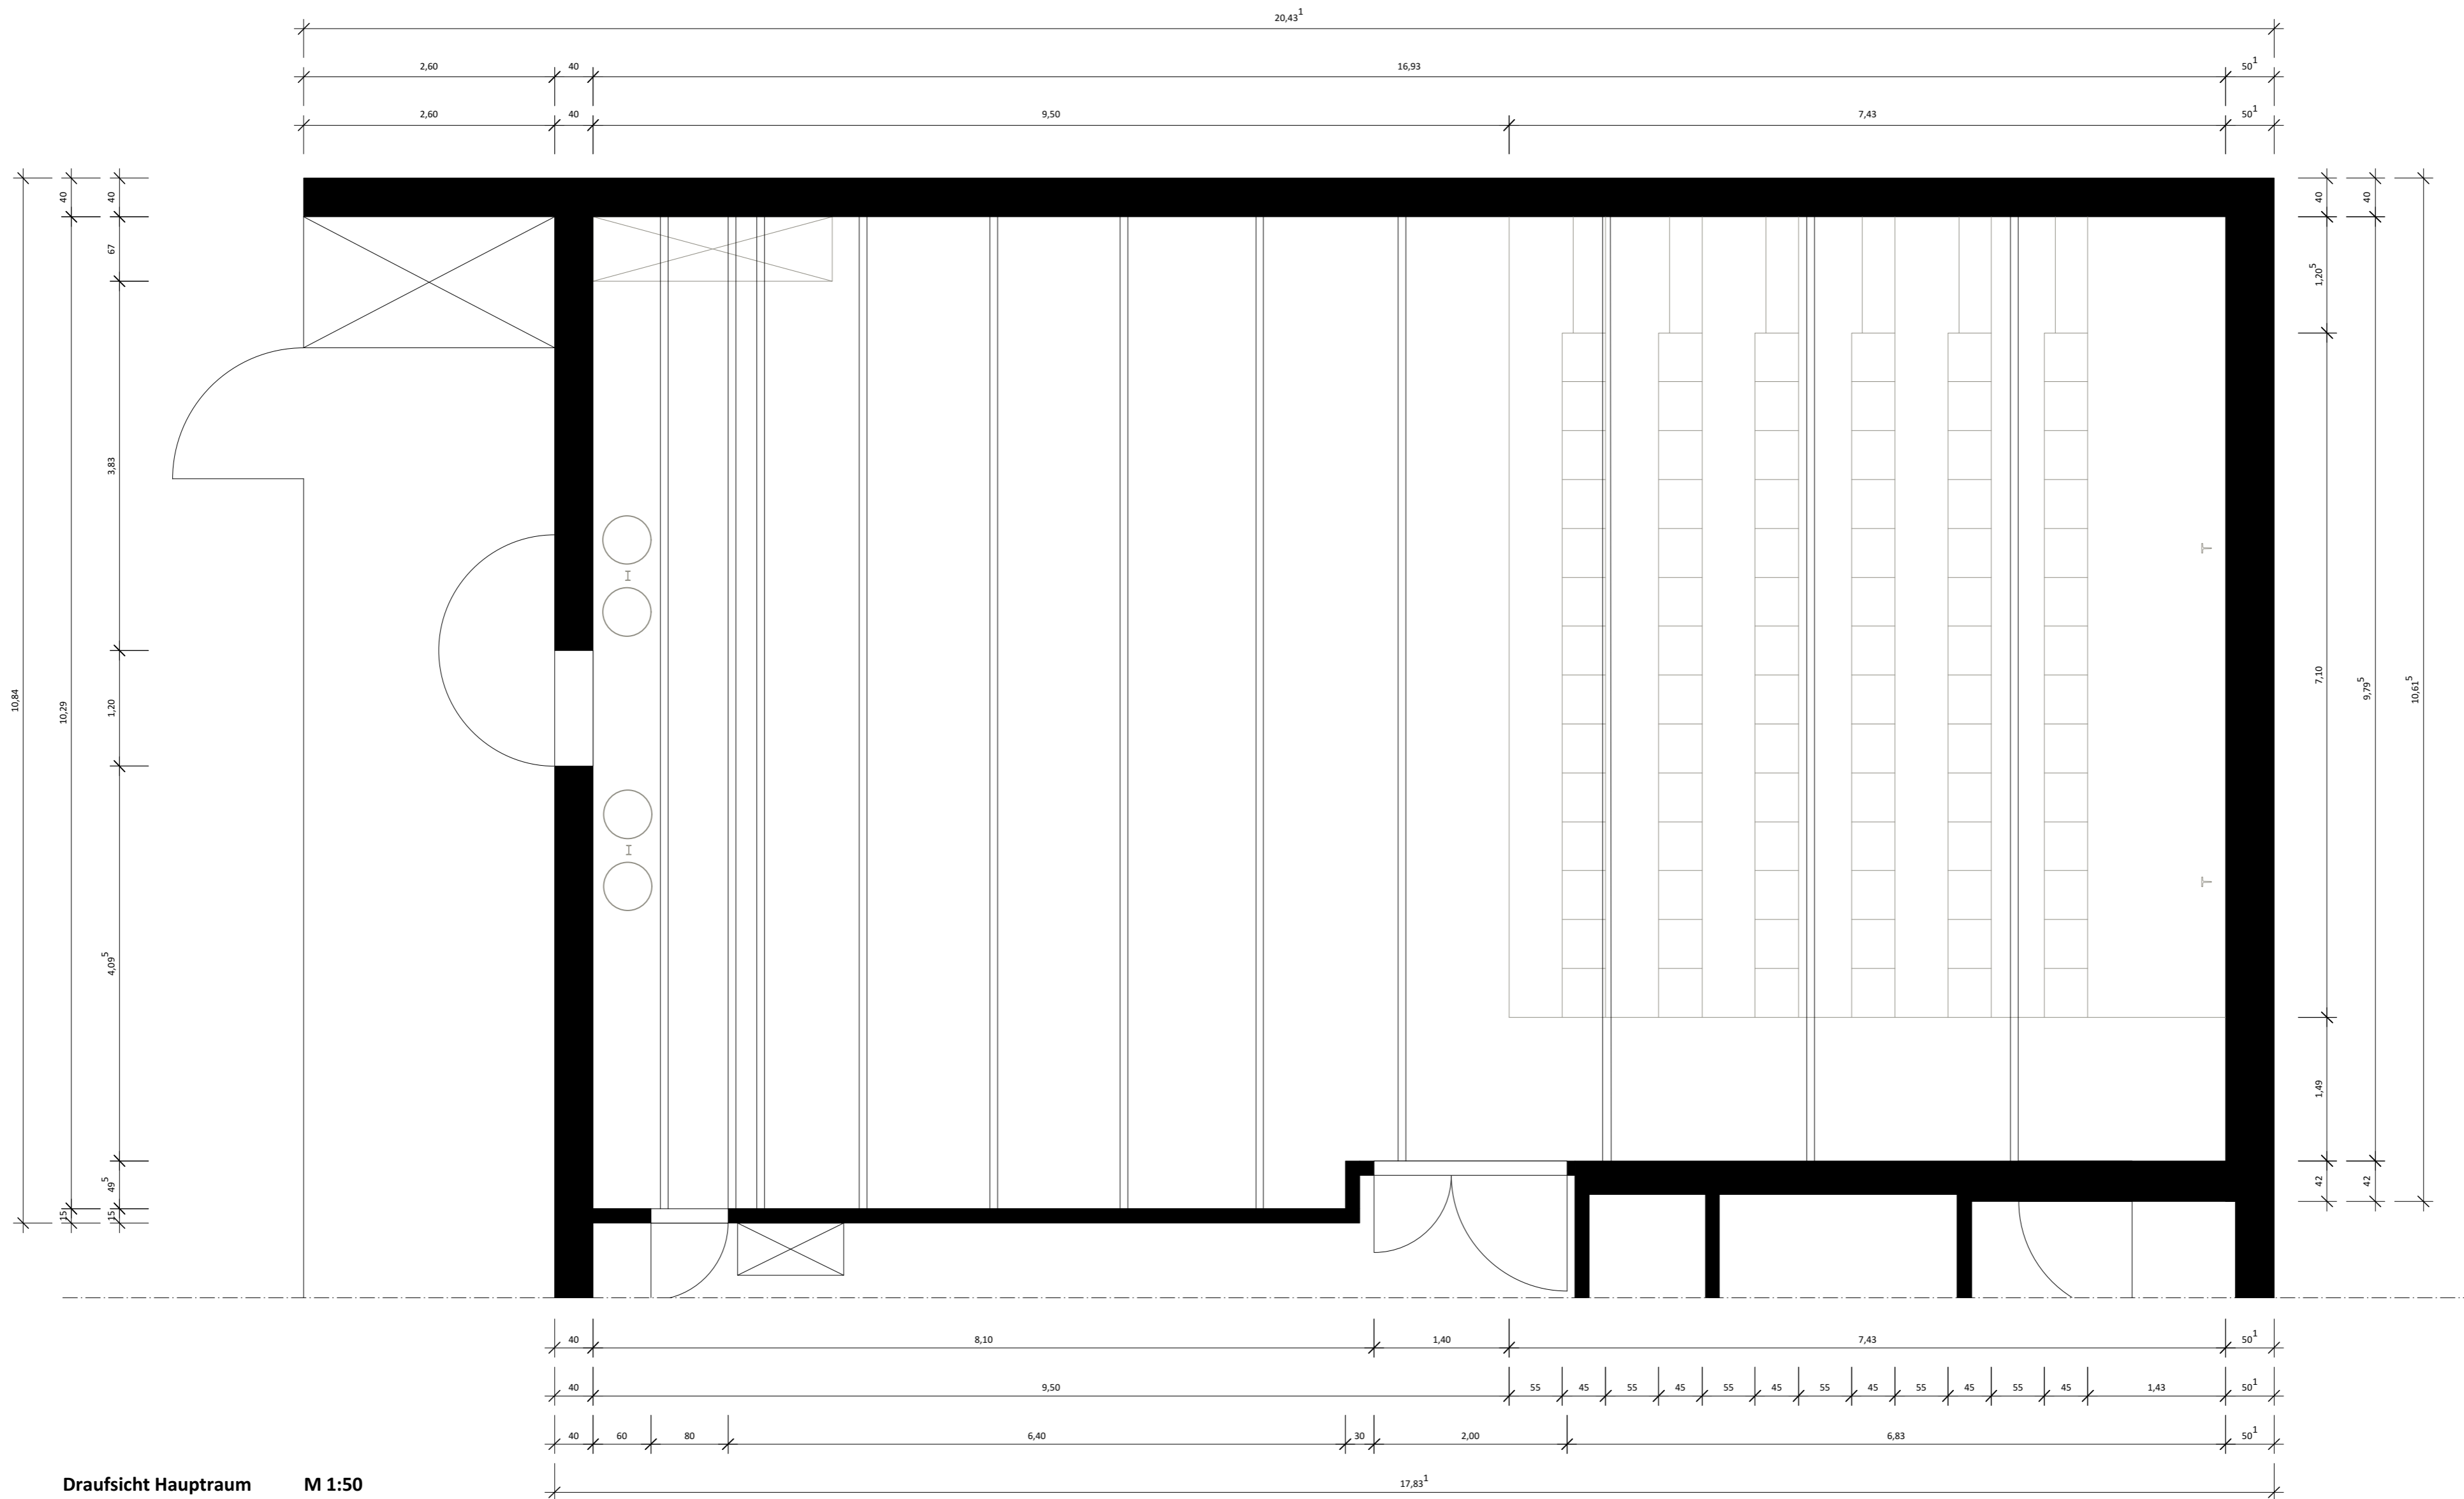 20,43¹
2,60 40 16,93 50¹
2,60 40 9,50 7,43 50¹
10,84
40 10,29 15
40 67 3,83 1,20 4,09⁵ 49⁵ 15
I
I
T
T
40 1,20⁵ 7,10 1,49 42
40 9,79⁵ 42
10,61⁵
40 8,10 1,40 7,43 50¹
40 9,50 55 45 55 45 55 45 55 45 55 45 55 45 1,43 50¹
40 60 80 6,40 30 2,00 6,83 50¹
17,83¹
Draufsicht Hauptraum M 1:50